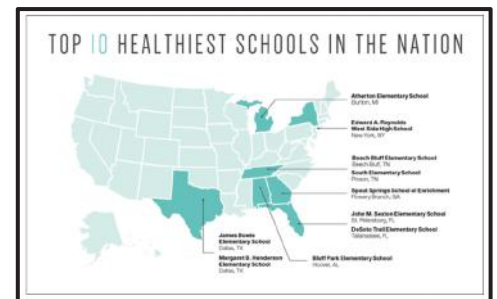 TOP 10 HEALTHIEST SCHOOLS IN THE NATION
Atherton Elementary School
Burton, MI
Edward A. Reynolds
West Side High School
New York, NY
Beech Bluff Elementary School
Beech Bluff, TN
South Elementary School
Pinson, TN
Spout Springs School of Enrichment
Flowery Branch, GA
John M. Sexton Elementary School
St. Petersburg, FL
DeSoto Trail Elementary School
Tallahassee, FL
Bluff Park Elementary School
Hoover, AL
James Bowie
Elementary School
Dallas, TX
Margaret B. Henderson
Elementary School
Dallas, TX